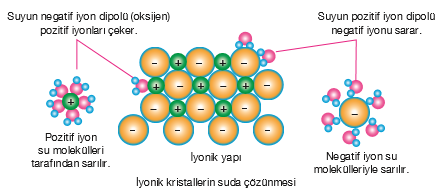 Suyun negatif iyon dipolü (oksijen)
pozitif iyonları çeker.
Suyun pozitif iyon dipolü
negatif iyonu sarar.
Pozitif iyon
su molekülleri
tarafından sarılır.
İyonik yapı
Negatif iyon su
molekülleriyle sarılır.
İyonik kristallerin suda çözünmesi